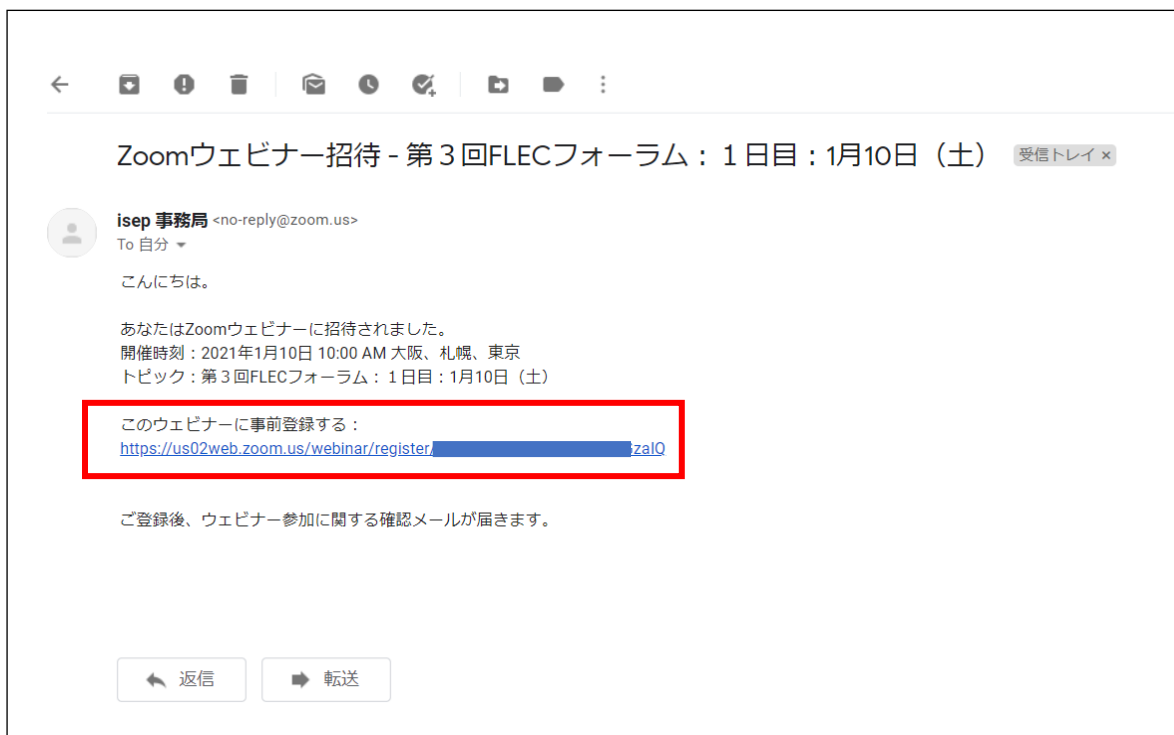 Zoomウェビナー招待 - 第３回FLECフォーラム：１日目：1月10日（土） 受信トレイ ×
isep 事務局 <no-reply@zoom.us>
To 自分
こんにちは。
あなたはZoomウェビナーに招待されました。
開催時刻：2021年1月10日 10:00 AM 大阪、札幌、東京
トピック：第３回FLECフォーラム：１日目：1月10日（土）
このウェビナーに事前登録する：
https://us02web.zoom.us/webinar/register/ zaIQ
ご登録後、ウェビナー参加に関する確認メールが届きます。
返信 転送